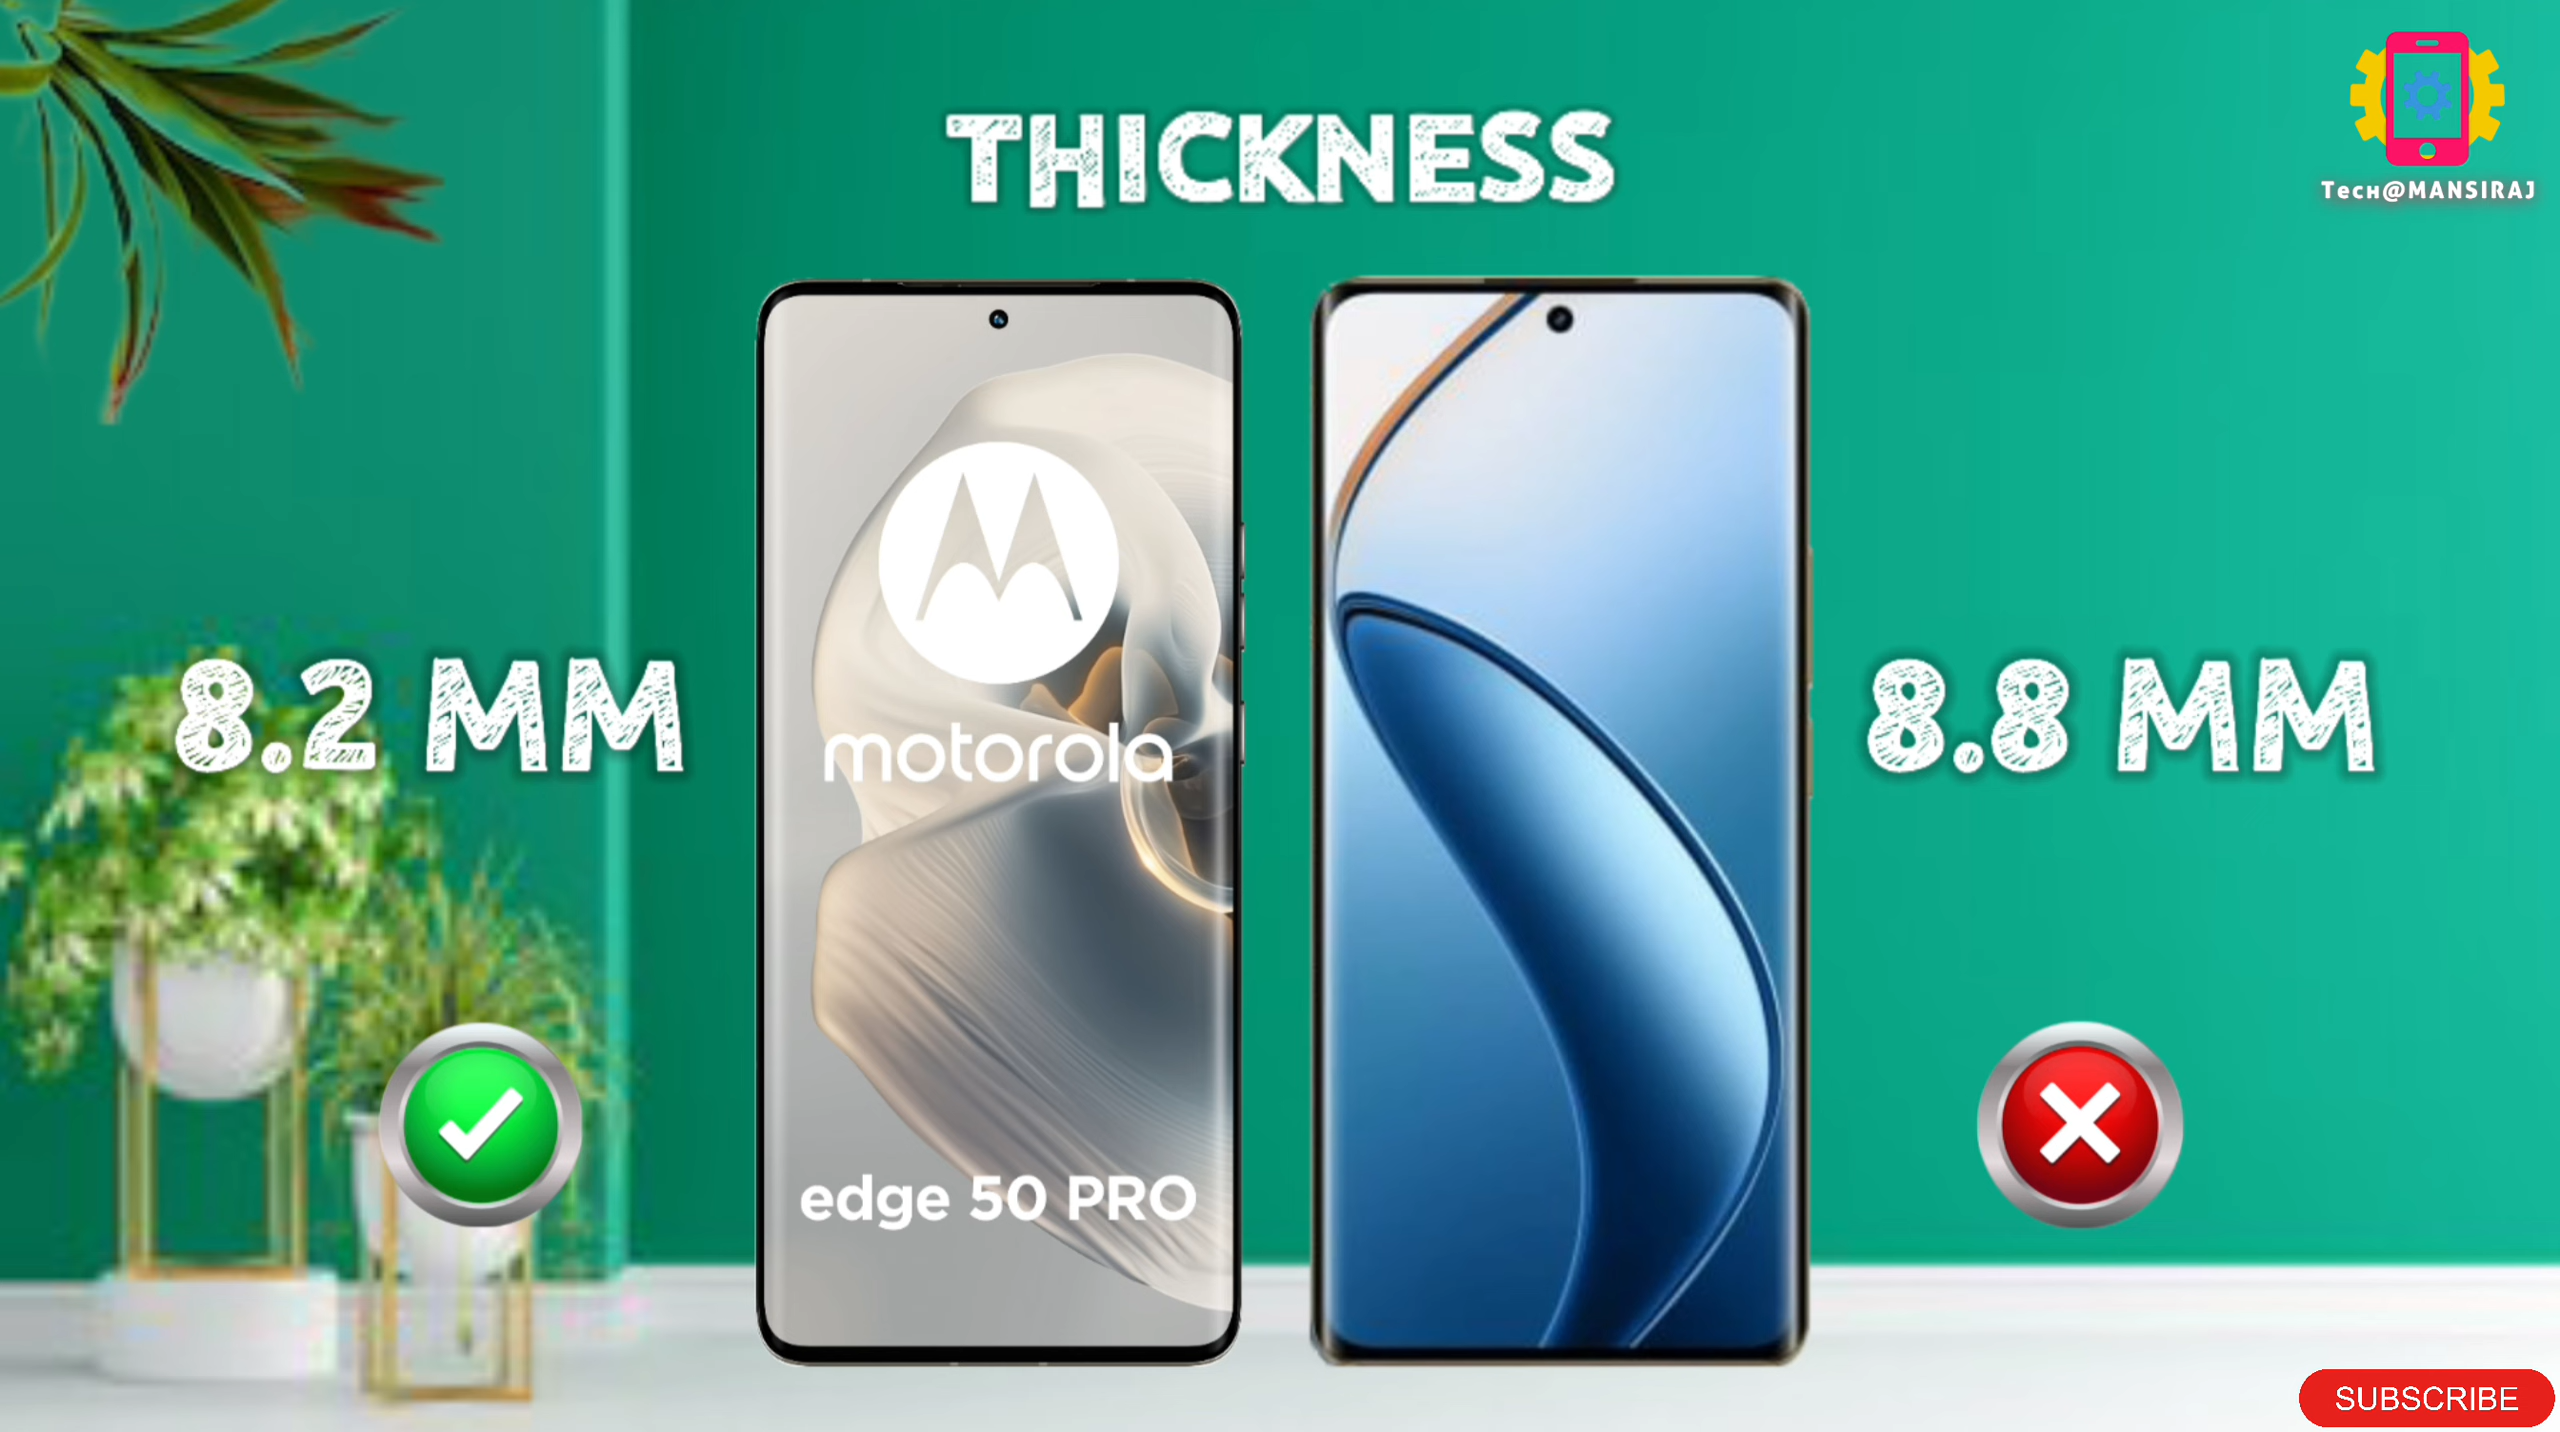 THICKNESS
Tech@MANSIRAJ
8.2 MM
motorola
8.8 MM
edge 50 PRO
SUBSCRIBE